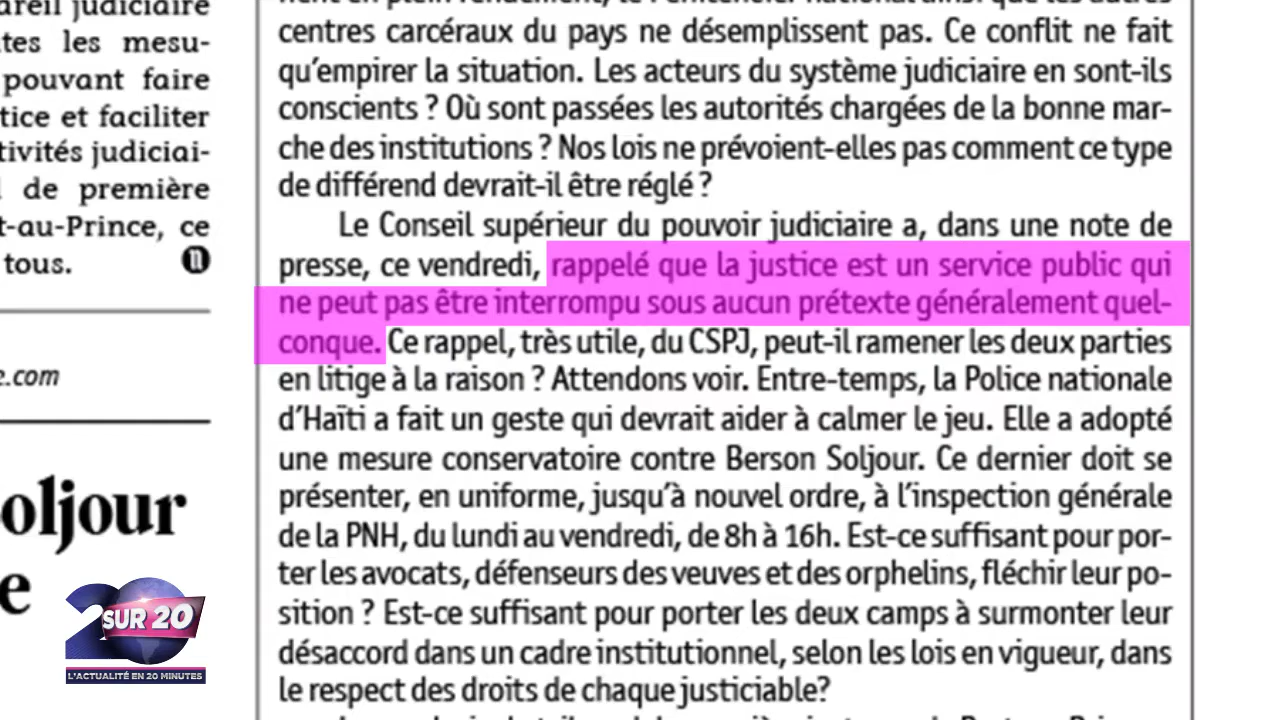 areil judiciaire
tes les mesu-
pouvant faire
tice et faciliter
tivités judiciai-
de première
t-au-Prince, ce
tous.
e.com
oljour
e
centres carcéraux du pays ne désemplissent pas. Ce conflit ne fait
qu'empirer la situation. Les acteurs du système judiciaire en sont-ils
conscients ? Où sont passées les autorités chargées de la bonne mar-
che des institutions ? Nos lois ne prévoient-elles pas comment ce type
de différend devrait-il être réglé ?
Le Conseil supérieur du pouvoir judiciaire a, dans une note de
presse, ce vendredi, rappelé que la justice est un service public qui
ne peut pas être interrompu sous aucun prétexte généralement quel-
conque. Ce rappel, très utile, du CSPJ, peut-il ramener les deux parties
en litige à la raison ? Attendons voir. Entre-temps, la Police nationale
d'Haïti a fait un geste qui devrait aider à calmer le jeu. Elle a adopté
une mesure conservatoire contre Berson Soljour. Ce dernier doit se
présenter, en uniforme, jusqu'à nouvel ordre, à l'inspection générale
de la PNH, du lundi au vendredi, de 8h à 16h. Est-ce suffisant pour por-
ter les avocats, défenseurs des veuves et des orphelins, fléchir leur po-
sition ? Est-ce suffisant pour porter les deux camps à surmonter leur
désaccord dans un cadre institutionnel, selon les lois en vigueur, dans
le respect des droits de chaque justiciable?
20
SUR 20
L'ACTUALITÉ EN 20 MINUTES